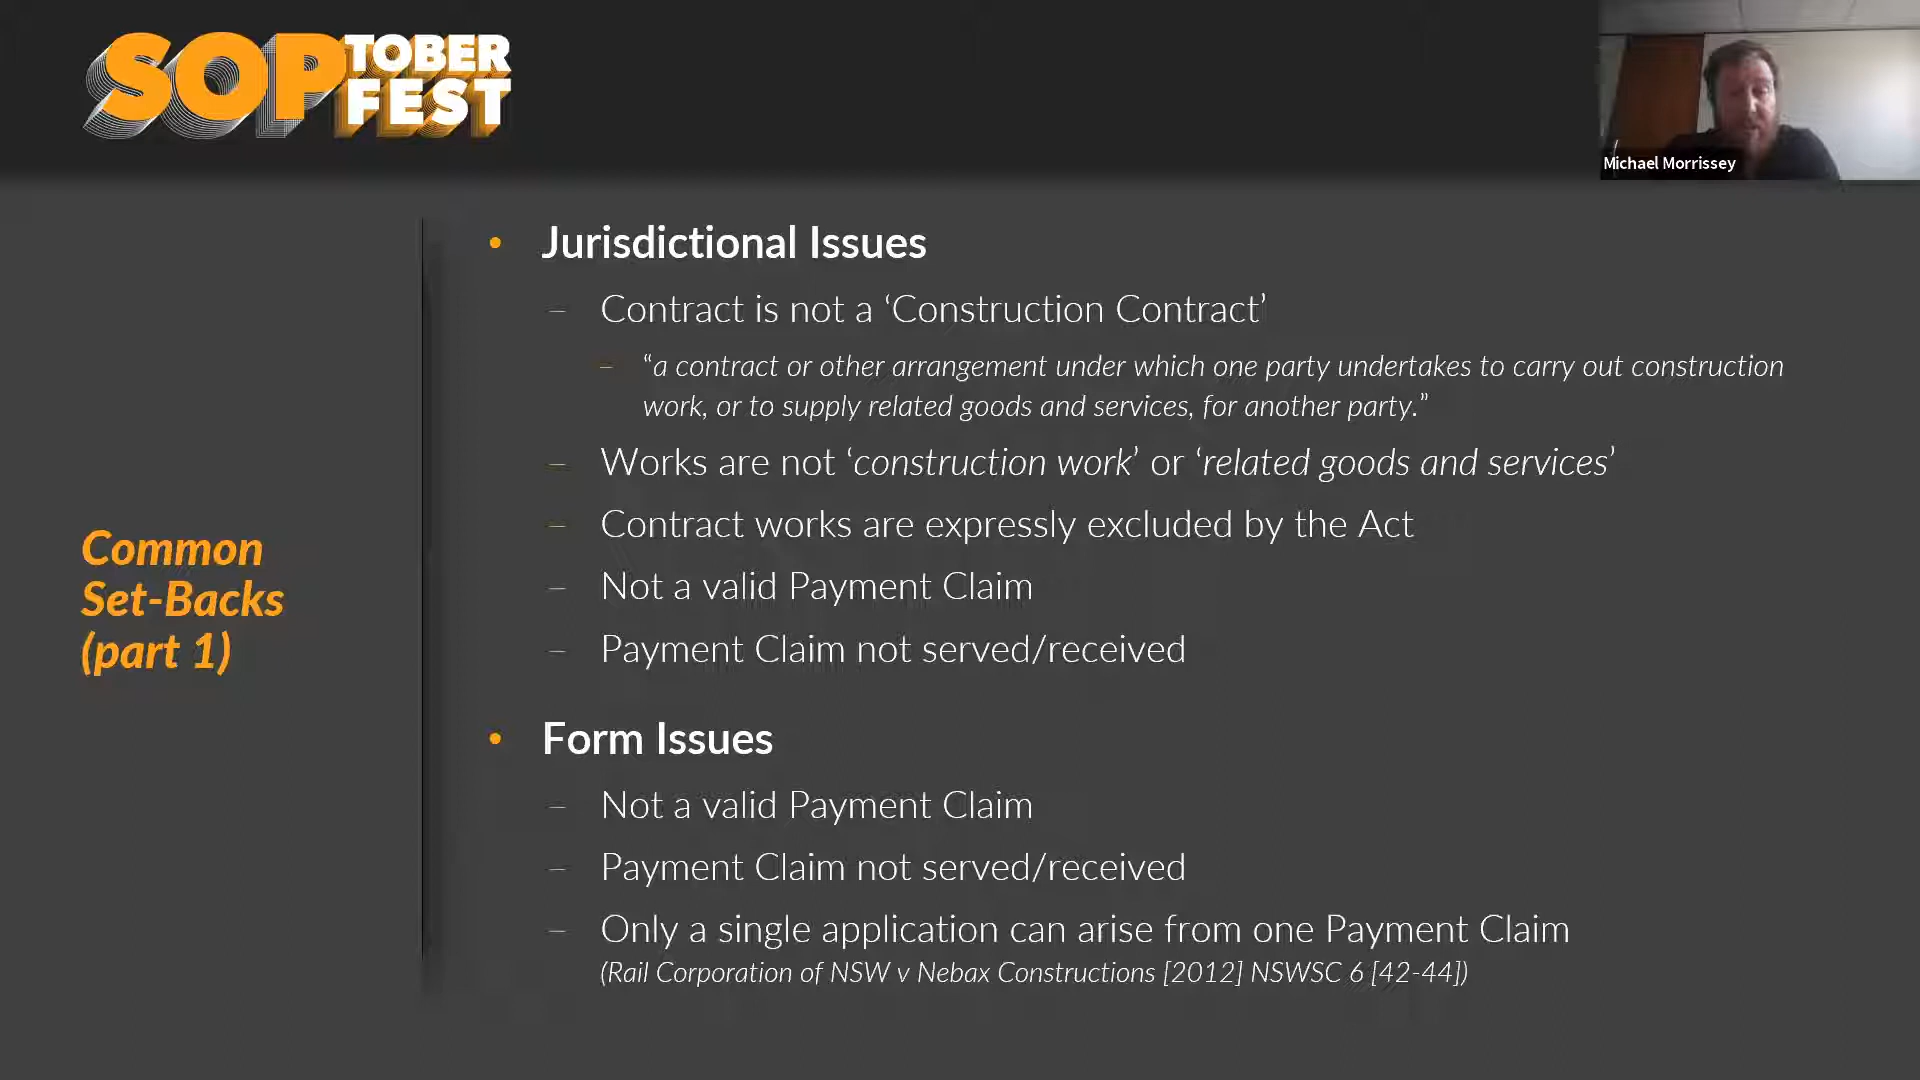 SOPTOBER
FEST
Michael Morrissey
Common
Set-Backs
(part 1)
• Jurisdictional Issues
– Contract is not a ‘Construction Contract’
– “a contract or other arrangement under which one party undertakes to carry out construction
work, or to supply related goods and services, for another party.”
– Works are not ‘construction work’ or ‘related goods and services’
– Contract works are expressly excluded by the Act
– Not a valid Payment Claim
– Payment Claim not served/received
• Form Issues
– Not a valid Payment Claim
– Payment Claim not served/received
– Only a single application can arise from one Payment Claim
(Rail Corporation of NSW v Nebax Constructions [2012] NSWSC 6 [42-44])